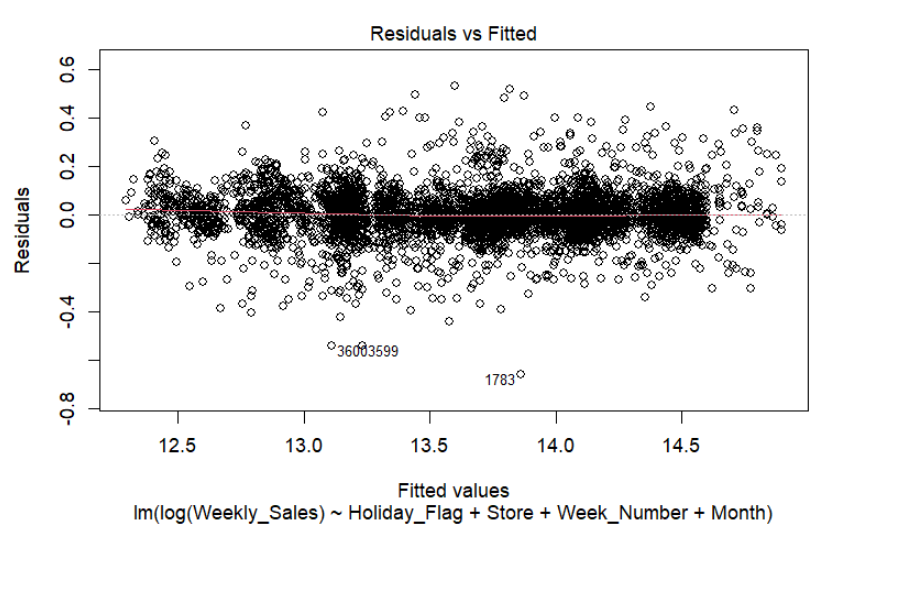 Residuals vs Fitted
0.6
0.4
0.2
0.0
-0.4
-0.8
Residuals
36003599
1783
12.5 13.0 13.5 14.0 14.5
Fitted values
lm(log(Weekly_Sales) ~ Holiday_Flag + Store + Week_Number + Month)